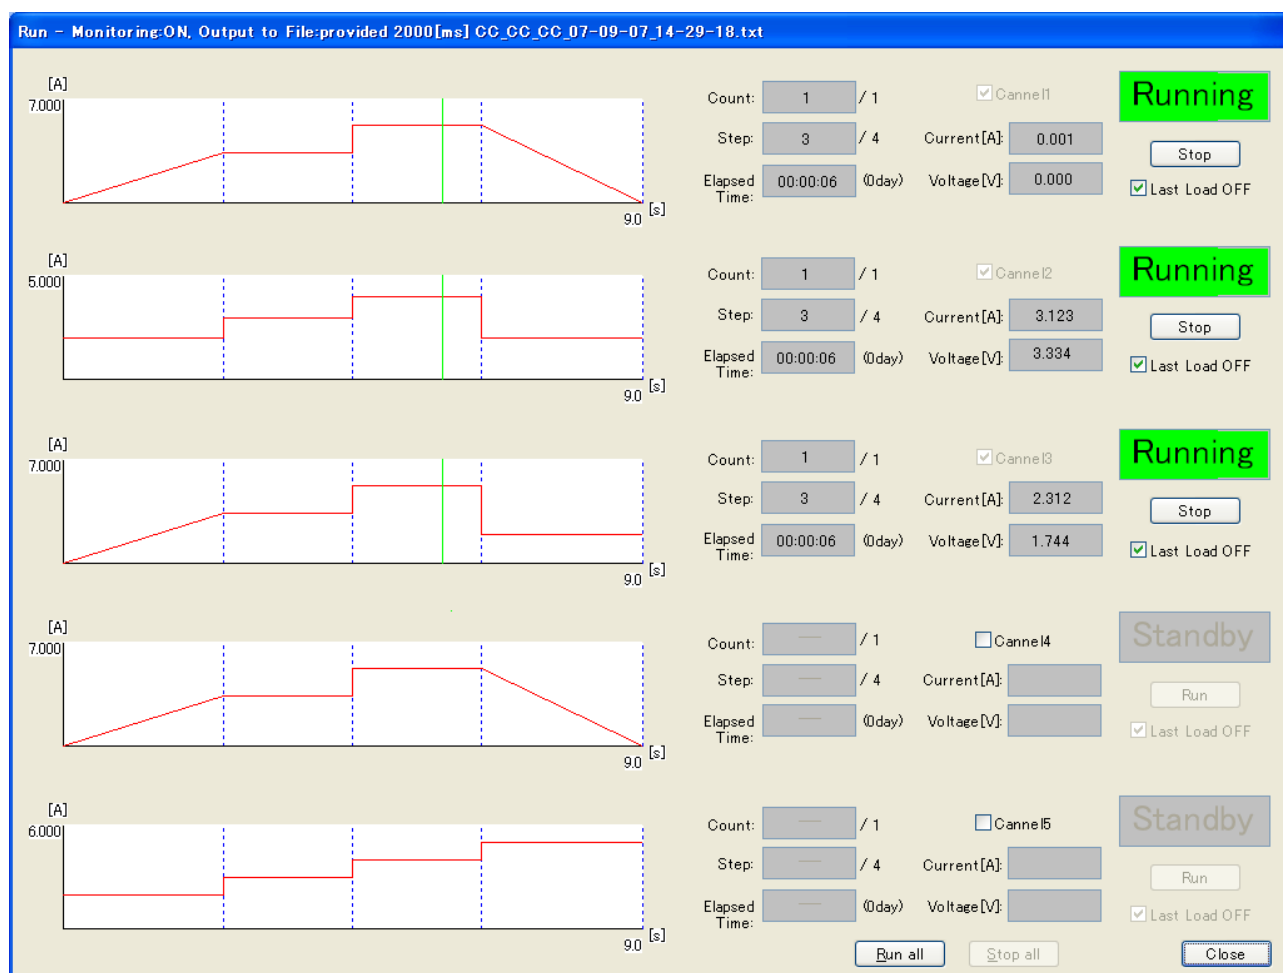 Run - Monitoring:ON, Output to File:provided 2000[ms] CC_CC_CC_07-09-07_14-29-18.txt
[A]
7.000
9.0 [s]
Count: 1 / 1
Cannel1
Running
Step: 3 / 4
Current[A]: 0.001
Stop
Elapsed Time: 00:00:06 (0day)
Voltage[V]: 0.000
Last Load OFF
[A]
5.000
9.0 [s]
Count: 1 / 1
Cannel2
Running
Step: 3 / 4
Current[A]: 3.123
Stop
Elapsed Time: 00:00:06 (0day)
Voltage[V]: 3.334
Last Load OFF
[A]
7.000
9.0 [s]
Count: 1 / 1
Cannel3
Running
Step: 3 / 4
Current[A]: 2.312
Stop
Elapsed Time: 00:00:06 (0day)
Voltage[V]: 1.744
Last Load OFF
[A]
7.000
9.0 [s]
Count: — / 1
Cannel4
Standby
Step: — / 4
Current[A]:
Run
Elapsed Time: — (0day)
Voltage[V]:
Last Load OFF
[A]
6.000
9.0 [s]
Count: — / 1
Cannel5
Standby
Step: — / 4
Current[A]:
Run
Elapsed Time: — (0day)
Voltage[V]:
Last Load OFF
Run all
Stop all
Close